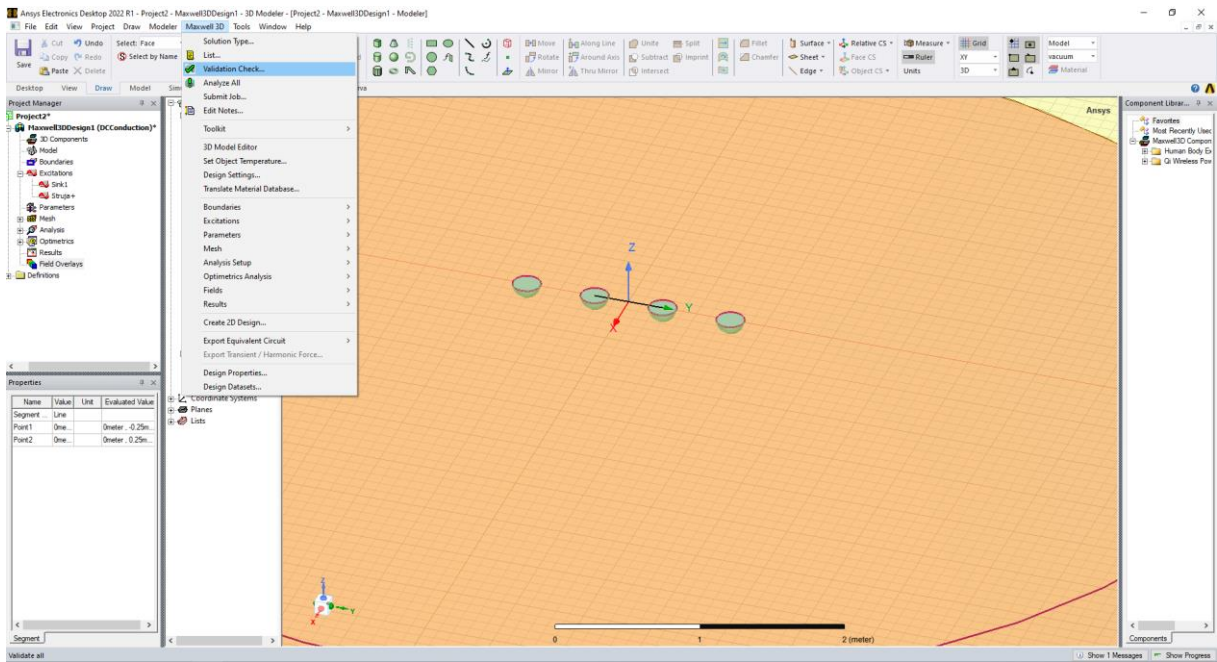 Ansys Electronics Desktop 2022 R1 - Project2 - Maxwell3DDesign1 - 3D Modeler - [Project2 - Maxwell3DDesign1 - Modeler]
File Edit View Project Draw Modeler Maxwell 3D Tools Window Help
Save
Cut Undo Select: Face
Copy Redo Select by Name
Paste Delete
Move Along Line Unite Split Fillet Surface Relative CS Measure Grid Model
Rotate Around Axis Subtract Imprint Chamfer Sheet Face CS Ruler XY vacuum
Mirror Thru Mirror Intersect Edge Object CS Units 3D Material
Desktop View Draw Model
Solution Type...
List...
Validation Check...
Analyze All
Submit Job...
Edit Notes...
Toolkit
3D Model Editor
Set Object Temperature...
Design Settings...
Translate Material Database...
Boundaries
Excitations
Parameters
Mesh
Analysis Setup
Optimetrics Analysis
Fields
Results
Create 2D Design...
Export Equivalent Circuit
Export Transient / Harmonic Force...
Design Properties...
Design Datasets...
Project Manager
Project2*
Maxwell3DDesign1 (DCConduction)*
3D Components
Model
Boundaries
Excitations
Sink1
Struja+
Parameters
Mesh
Analysis
Optimetrics
Results
Field Overlays
Definitions
Coordinate Systems
Planes
Lists
Properties
Name Value Unit Evaluated Value
Segment ... Line
Point1 0me... 0meter , -0.25m...
Point2 0me... 0meter , 0.25m...
Segment
Ansys
Z
Y
X
Z
Y
X
0 1 2 (meter)
Component Librar...
Favorites
Most Recently Usec
Maxwell3D Compon
Human Body E
Qi Wireless Pow
Components
Validate all
Show 1 Messages Show Progress